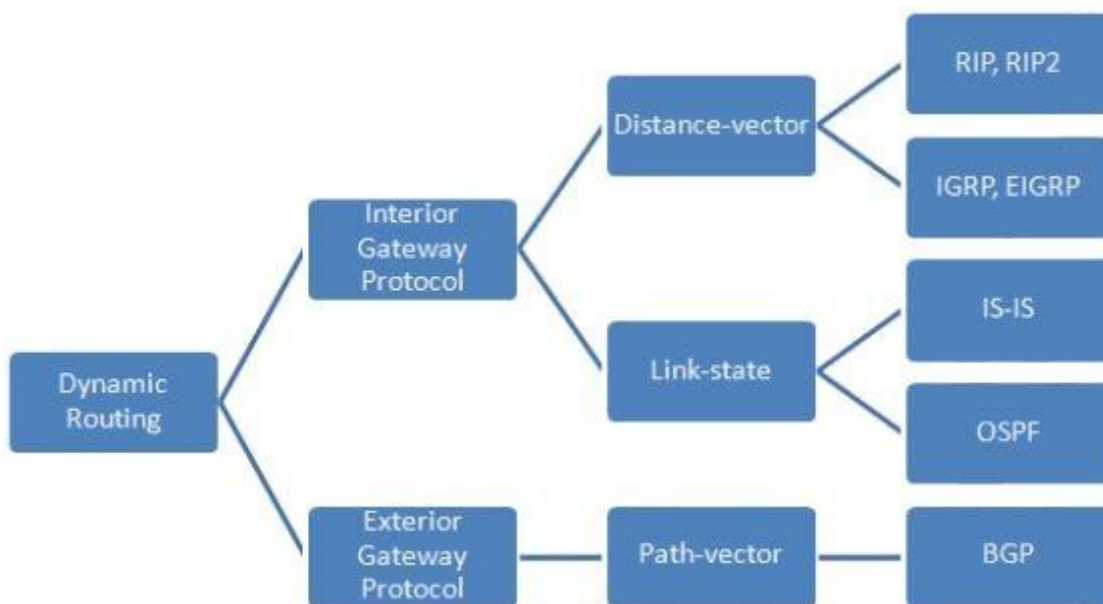 RIP, RIP2
Distance-vector
IGRP, EIGRP
Interior
Gateway
Protocol
IS-IS
Link-state
Dynamic
Routing
OSPF
Exterior
Gateway
Protocol
Path-vector
BGP